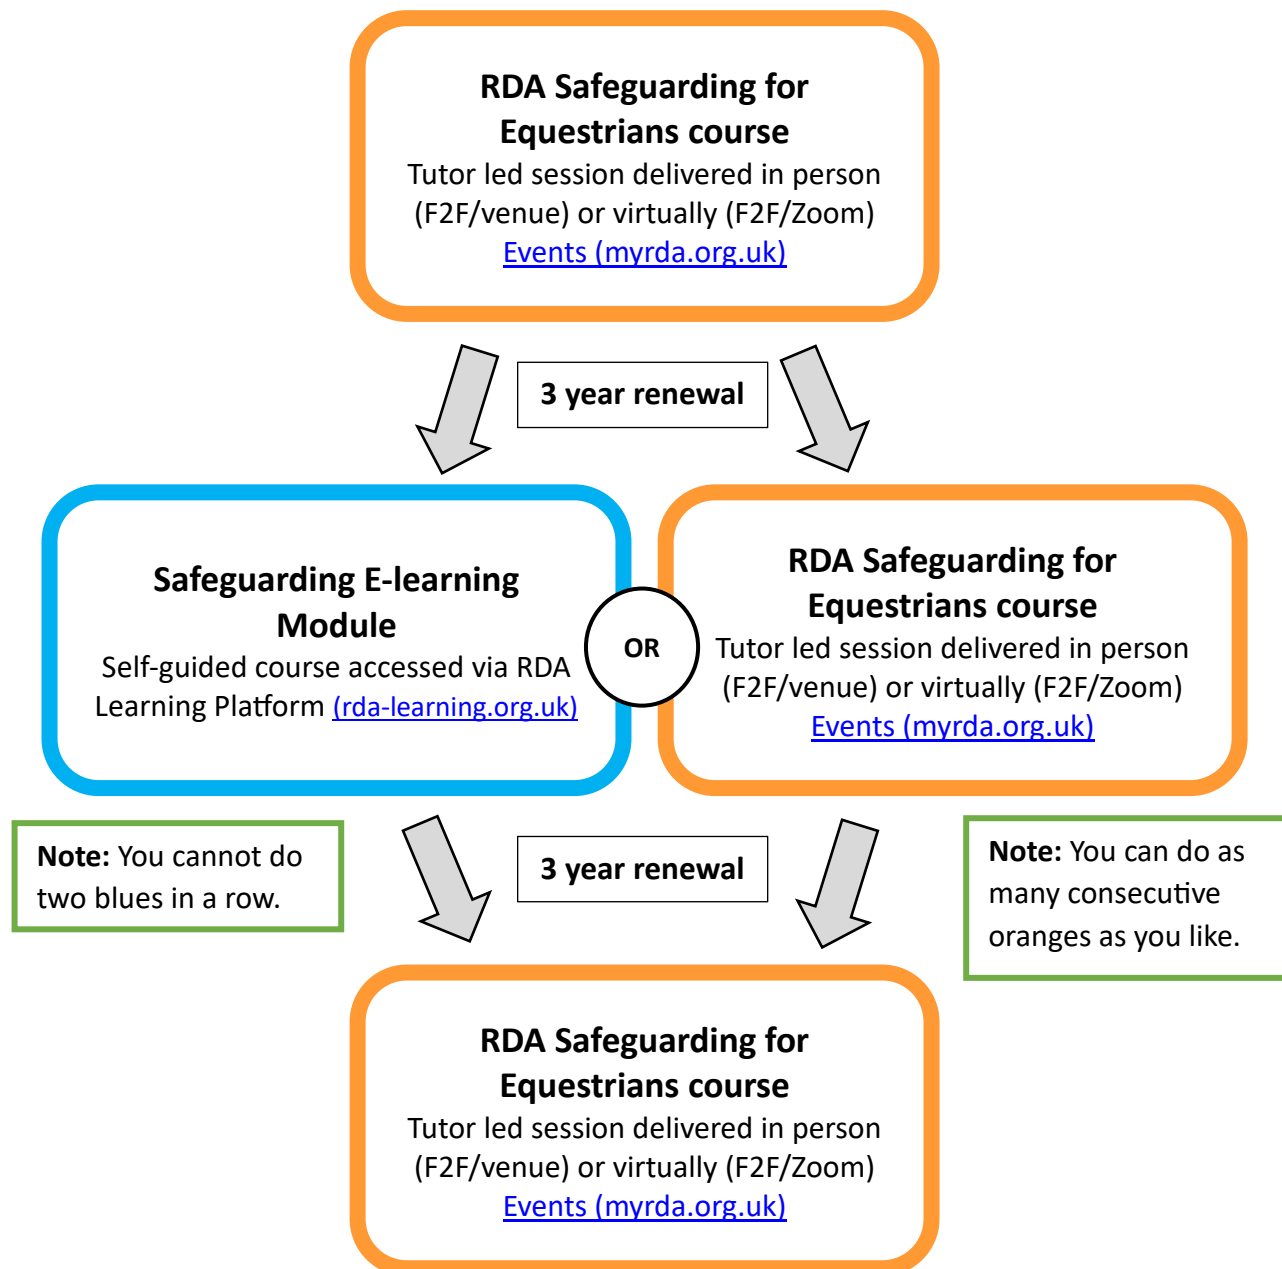 RDA Safeguarding for
Equestrians course
Tutor led session delivered in person
(F2F/venue) or virtually (F2F/Zoom)
Events (myrda.org.uk)
3 year renewal
Safeguarding E-learning
Module
Self-guided course accessed via RDA
Learning Platform (rda-learning.org.uk)
OR
RDA Safeguarding for
Equestrians course
Tutor led session delivered in person
(F2F/venue) or virtually (F2F/Zoom)
Events (myrda.org.uk)
Note: You cannot do
two blues in a row.
3 year renewal
Note: You can do as
many consecutive
oranges as you like.
RDA Safeguarding for
Equestrians course
Tutor led session delivered in person
(F2F/venue) or virtually (F2F/Zoom)
Events (myrda.org.uk)